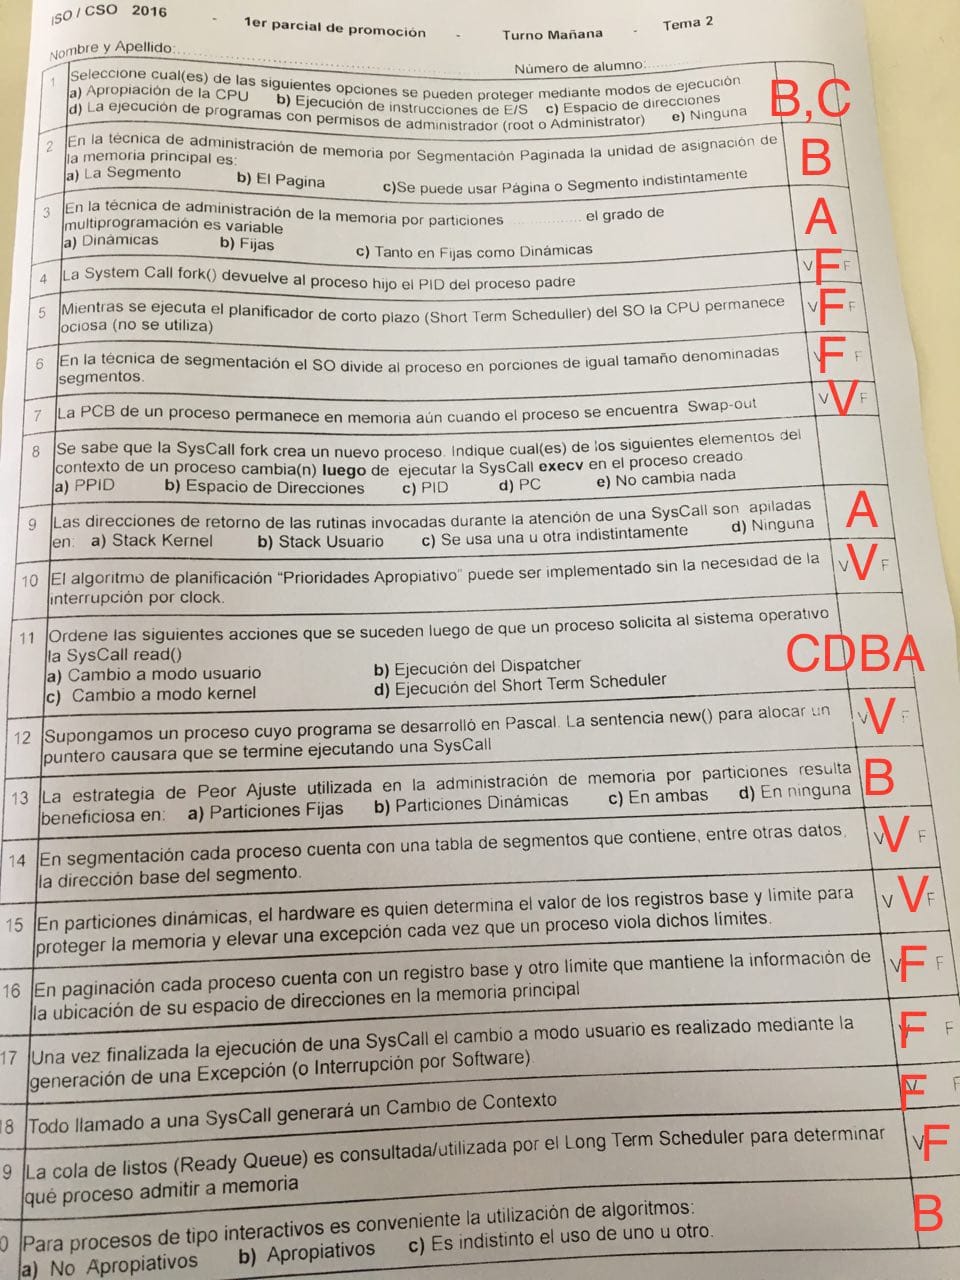 ISO / CSO 2016 - 1er parcial de promoción - Turno Mañana - Tema 2
Nombre y Apellido: Número de alumno:
1 Seleccione cual(es) de las siguientes opciones se pueden proteger mediante modos de ejecución
a) Apropiación de la CPU b) Ejecución de instrucciones de E/S c) Espacio de direcciones
d) La ejecución de programas con permisos de administrador (root o Administrator) e) Ninguna
B,C
2 En la técnica de administración de memoria por Segmentación Paginada la unidad de asignación de
la memoria principal es:
a) La Segmento b) El Pagina c)Se puede usar Página o Segmento indistintamente
B
3 En la técnica de administración de la memoria por particiones ................ el grado de
multiprogramación es variable
a) Dinámicas b) Fijas c) Tanto en Fijas como Dinámicas
A
4 La System Call fork() devuelve al proceso hijo el PID del proceso padre V F
F
5 Mientras se ejecuta el planificador de corto plazo (Short Term Scheduller) del SO la CPU permanece
ociosa (no se utiliza) V F
F
6 En la técnica de segmentación el SO divide al proceso en porciones de igual tamaño denominadas
segmentos. V F
F
7 La PCB de un proceso permanece en memoria aún cuando el proceso se encuentra Swap-out V F
V
8 Se sabe que la SysCall fork crea un nuevo proceso. Indique cual(es) de los siguientes elementos del
contexto de un proceso cambia(n) luego de ejecutar la SysCall execv en el proceso creado
a) PPID b) Espacio de Direcciones c) PID d) PC e) No cambia nada
9 Las direcciones de retorno de las rutinas invocadas durante la atención de una SysCall son apiladas
en: a) Stack Kernel b) Stack Usuario c) Se usa una u otra indistintamente d) Ninguna
A
10 El algoritmo de planificación “Prioridades Apropiativo” puede ser implementado sin la necesidad de la
interrupción por clock. V F
V
11 Ordene las siguientes acciones que se suceden luego de que un proceso solicita al sistema operativo
la SysCall read()
a) Cambio a modo usuario b) Ejecución del Dispatcher
c) Cambio a modo kernel d) Ejecución del Short Term Scheduler
CDBA
12 Supongamos un proceso cuyo programa se desarrolló en Pascal. La sentencia new() para alocar un
puntero causara que se termine ejecutando una SysCall V F
V
13 La estrategia de Peor Ajuste utilizada en la administración de memoria por particiones resulta
beneficiosa en: a) Particiones Fijas b) Particiones Dinámicas c) En ambas d) En ninguna
B
14 En segmentación cada proceso cuenta con una tabla de segmentos que contiene, entre otras datos,
la dirección base del segmento. V F
V
15 En particiones dinámicas, el hardware es quien determina el valor de los registros base y límite para
proteger la memoria y elevar una excepción cada vez que un proceso viola dichos límites. V F
V
16 En paginación cada proceso cuenta con un registro base y otro límite que mantiene la información de
la ubicación de su espacio de direcciones en la memoria principal V F
F
17 Una vez finalizada la ejecución de una SysCall el cambio a modo usuario es realizado mediante la
generación de una Excepción (o Interrupción por Software). V F
F
18 Todo llamado a una SysCall generará un Cambio de Contexto V F
F
9 La cola de listos (Ready Queue) es consultada/utilizada por el Long Term Scheduler para determinar
qué proceso admitir a memoria V
F
0 Para procesos de tipo interactivos es conveniente la utilización de algoritmos:
a) No Apropiativos b) Apropiativos c) Es indistinto el uso de uno u otro.
B